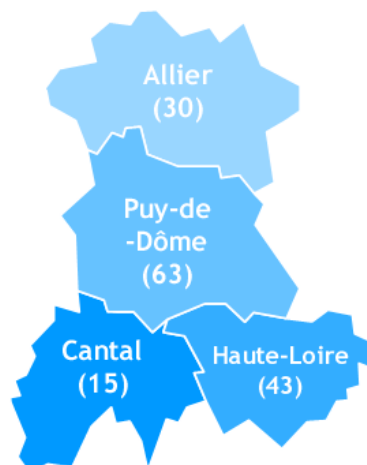 Allier
(30)
Puy-de
-Dôme
(63)
Cantal
(15)
Haute-Loire
(43)